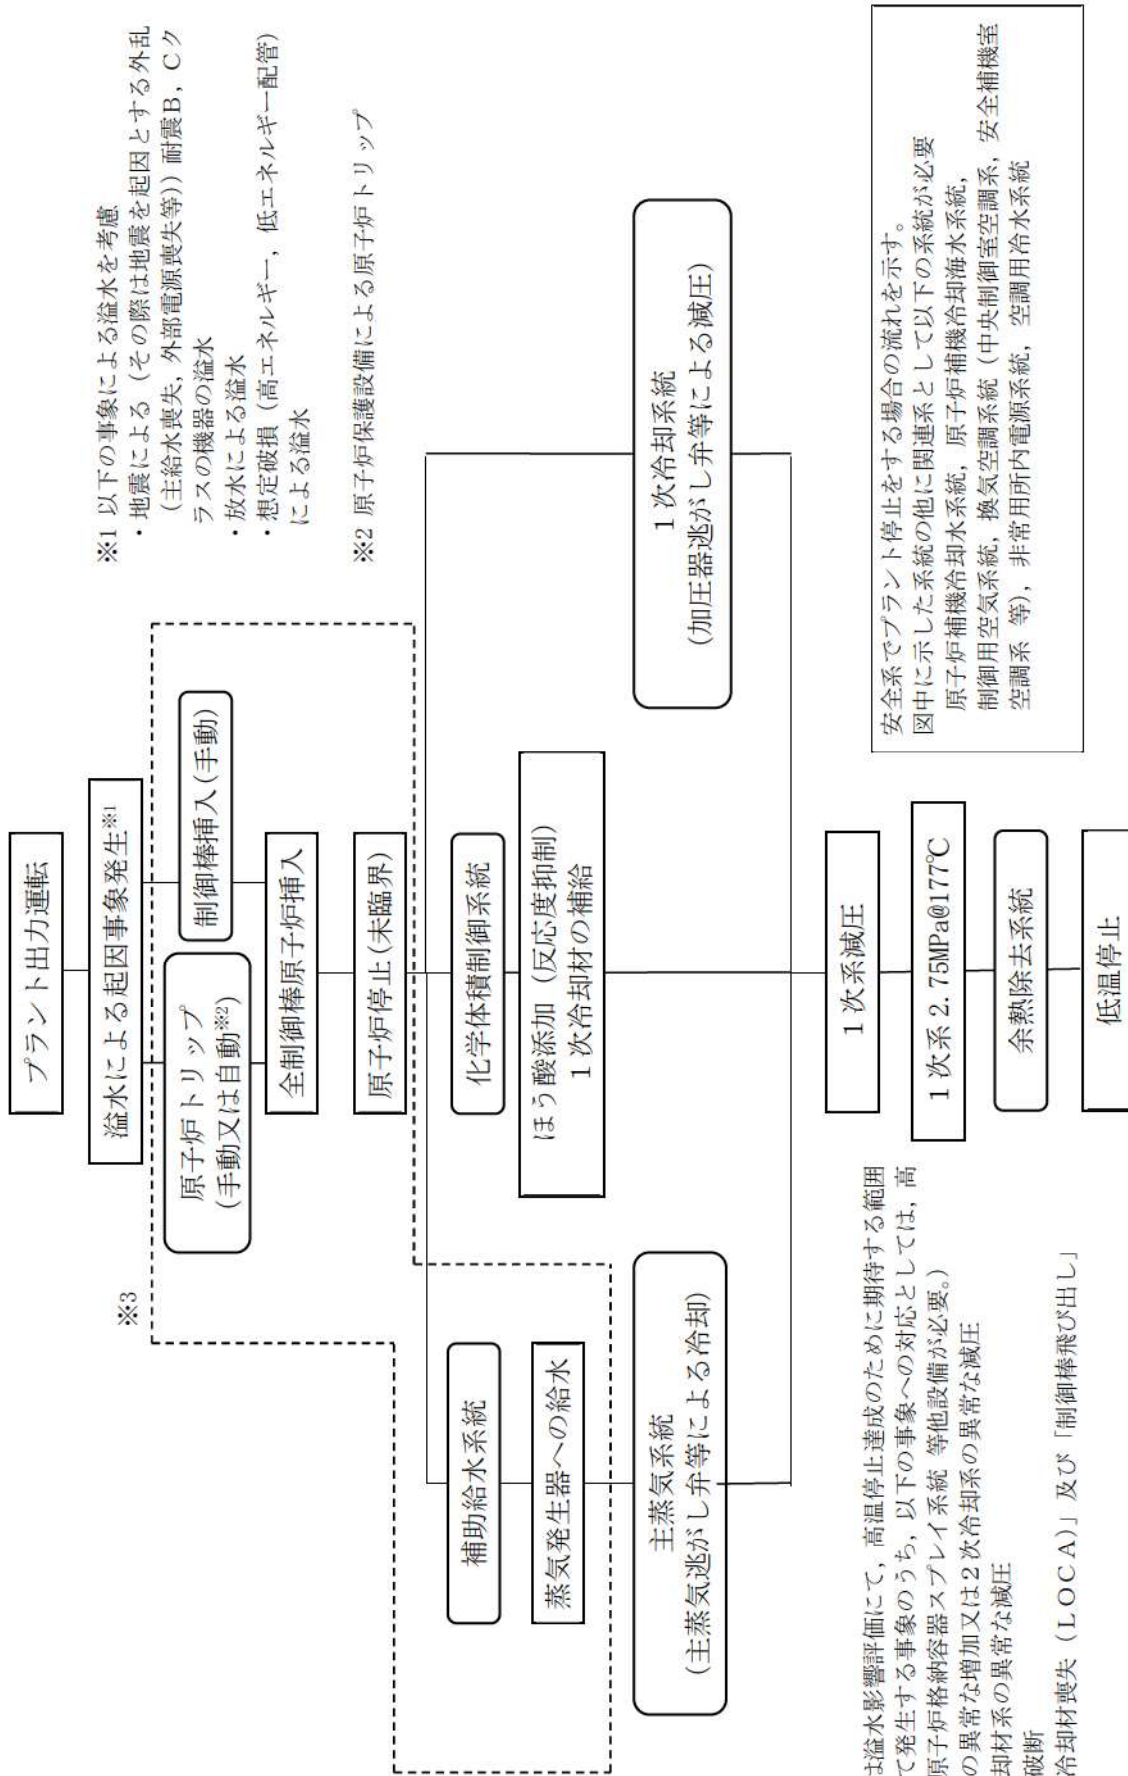 プラント出力運転
溢水による起因事象発生※1
※3
原子炉トリップ
(手動又は自動※2)
制御棒挿入(手動)
全制御棒原子炉挿入
原子炉停止(未臨界)
※1 以下の事象による溢水を考慮
・地震による（その際は地震を起因とする外乱
（主給水喪失，外部電源喪失等））耐震Ｂ，Ｃク
ラスの機器の溢水
・放水による溢水
・想定破損（高エネルギー，低エネルギー配管）
による溢水
※2 原子炉保護設備による原子炉トリップ
補助給水系統
蒸気発生器への給水
主蒸気系統
(主蒸気逃がし弁等による冷却)
化学体積制御系統
ほう酸添加（反応度抑制）
１次冷却材の補給
１次冷却系統
(加圧器逃がし弁等による減圧)
１次系減圧
１次系 2.75MPa@177℃
余熱除去系統
低温停止
は溢水影響評価にて，高温停止達成のために期待する範囲
て発生する事象のうち，以下の事象への対応としては，高
原子炉格納容器スプレイ系統 等他設備が必要。）
の異常な増加又は２次冷却系の異常な減圧
却材系の異常な減圧
破断
冷却材喪失（ＬＯＣＡ）」及び「制御棒飛び出し」
安全系でプラント停止をする場合の流れを示す。
図中に示した系統の他に関連系として以下の系統が必要
原子炉補機冷却水系統，原子炉補機冷却海水系統，
制御用空気系統，換気空調系統（中央制御室空調系，安全補機室
空調系 等），非常用所内電源系統，空調用冷水系統